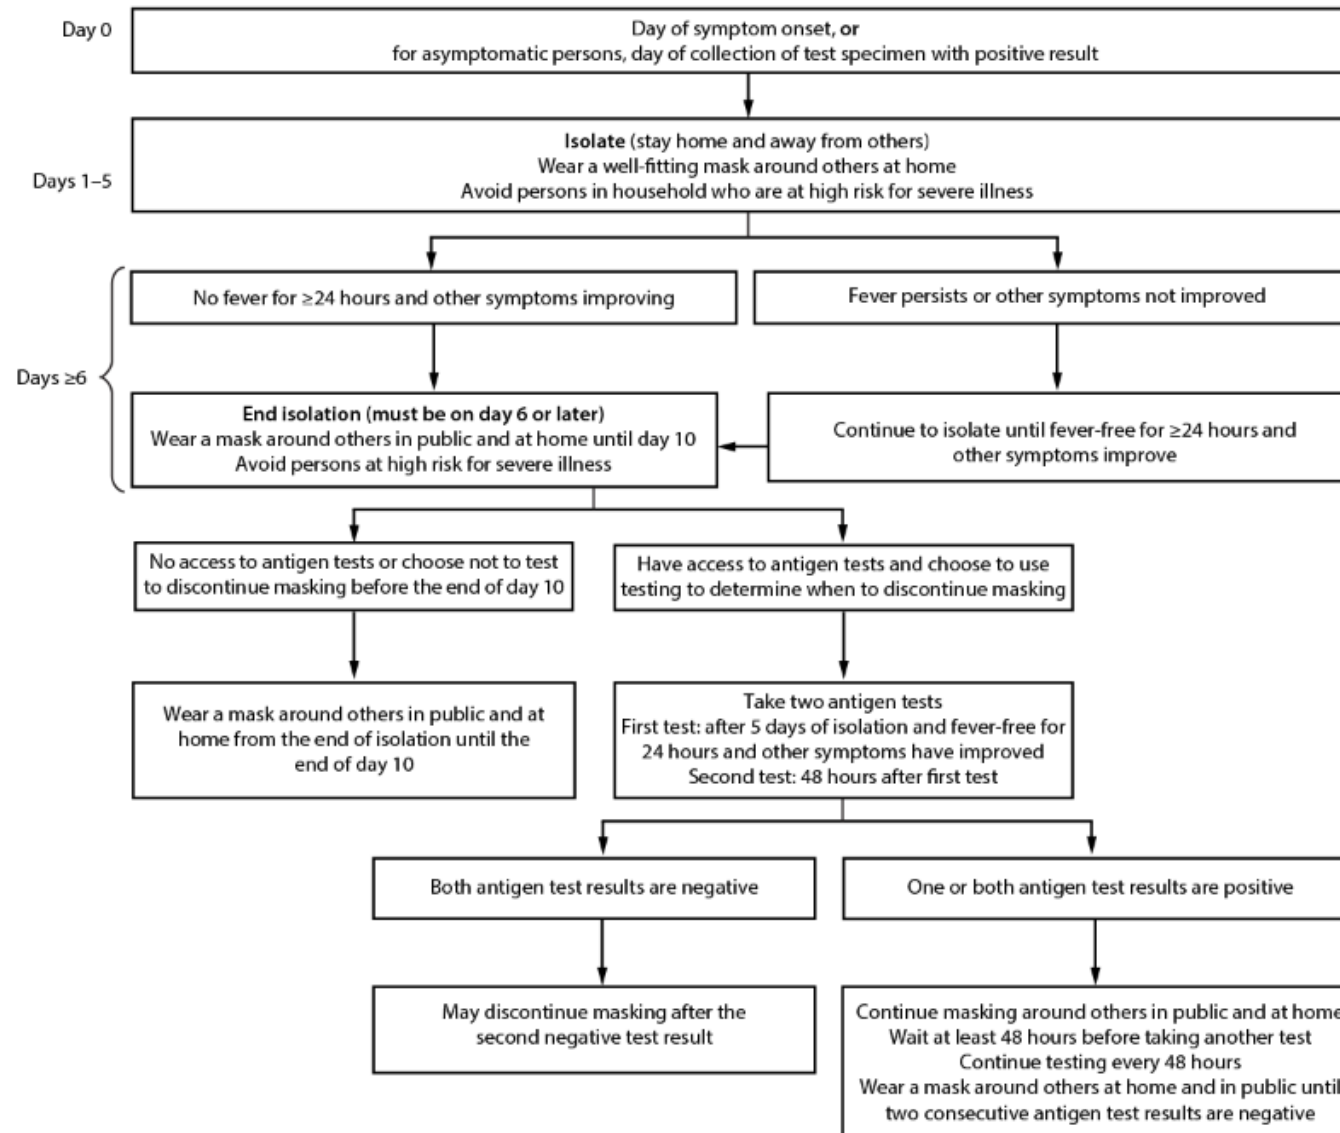 Day 0
Day of symptom onset, or
for asymptomatic persons, day of collection of test specimen with positive result
Days 1–5
Isolate (stay home and away from others)
Wear a well-fitting mask around others at home
Avoid persons in household who are at high risk for severe illness
Days ≥6
No fever for ≥24 hours and other symptoms improving
Fever persists or other symptoms not improved
End isolation (must be on day 6 or later)
Wear a mask around others in public and at home until day 10
Avoid persons at high risk for severe illness
Continue to isolate until fever-free for ≥24 hours and
other symptoms improve
No access to antigen tests or choose not to test
to discontinue masking before the end of day 10
Have access to antigen tests and choose to use
testing to determine when to discontinue masking
Wear a mask around others in public and at
home from the end of isolation until the
end of day 10
Take two antigen tests
First test: after 5 days of isolation and fever-free for
24 hours and other symptoms have improved
Second test: 48 hours after first test
Both antigen test results are negative
One or both antigen test results are positive
May discontinue masking after the
second negative test result
Continue masking around others in public and at home
Wait at least 48 hours before taking another test
Continue testing every 48 hours
Wear a mask around others at home and in public until
two consecutive antigen test results are negative